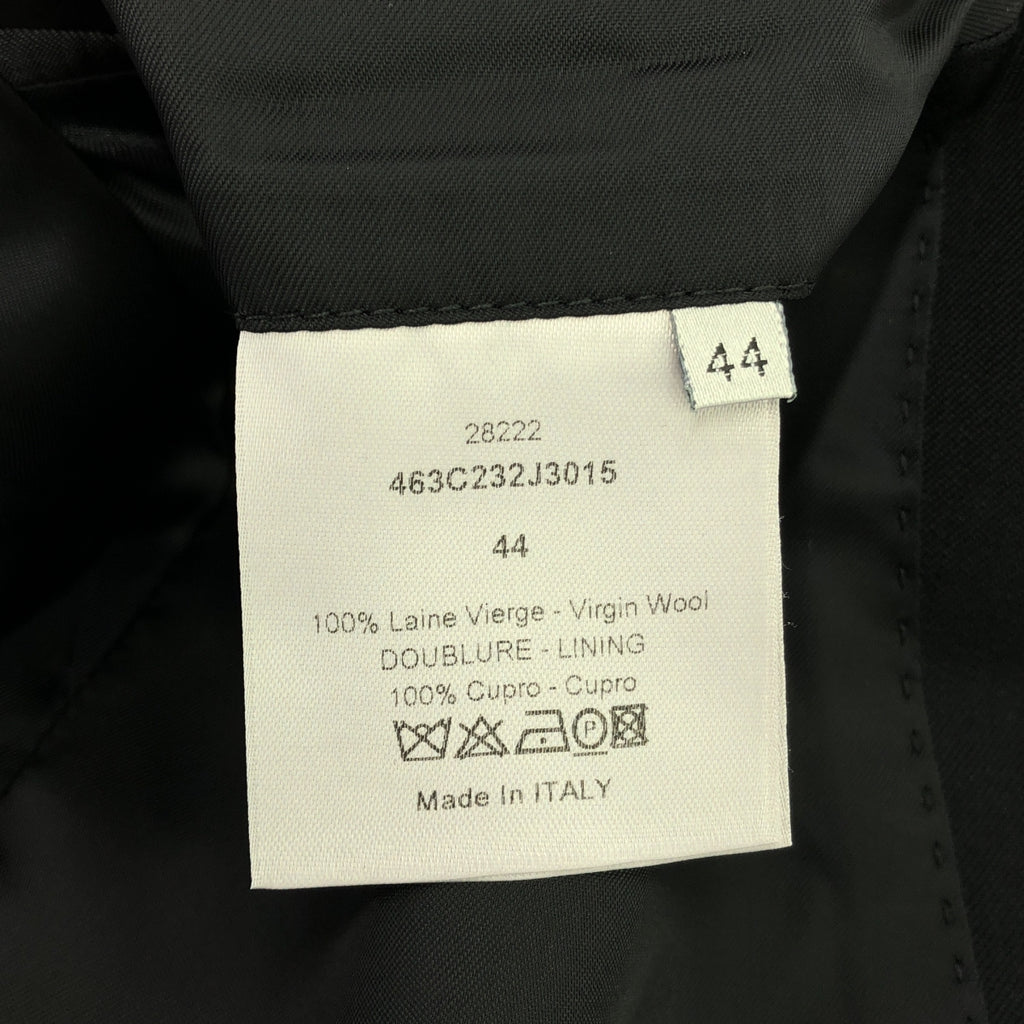 44
28222
463C232J3015
44
100% Laine Vierge - Virgin Wool
DOUBLURE - LINING
100% Cupro - Cupro
P
Made In ITALY